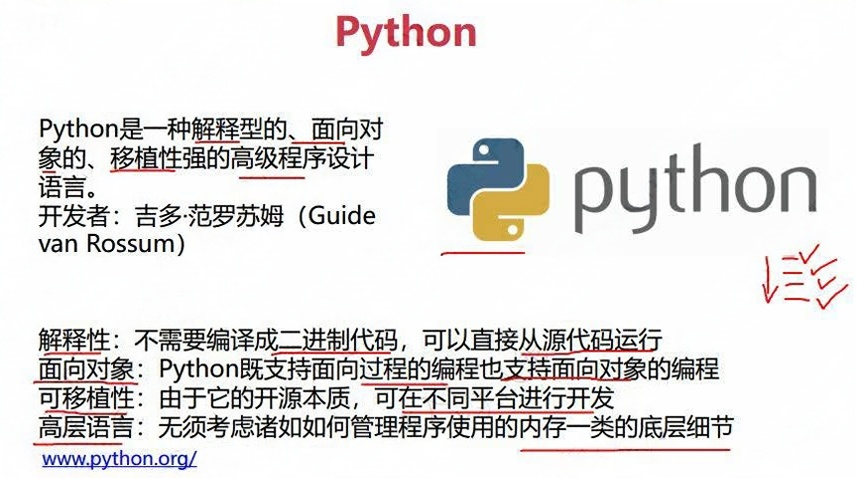 Python
Python是一种解释型的、面向对
象的、移植性强的高级程序设计
语言。
开发者：吉多·范罗苏姆（Guide
van Rossum）
python
解释性：不需要编译成二进制代码，可以直接从源代码运行
面向对象：Python既支持面向过程的编程也支持面向对象的编程
可移植性：由于它的开源本质，可在不同平台进行开发
高层语言：无须考虑诸如如何管理程序使用的内存一类的底层细节
www.python.org/